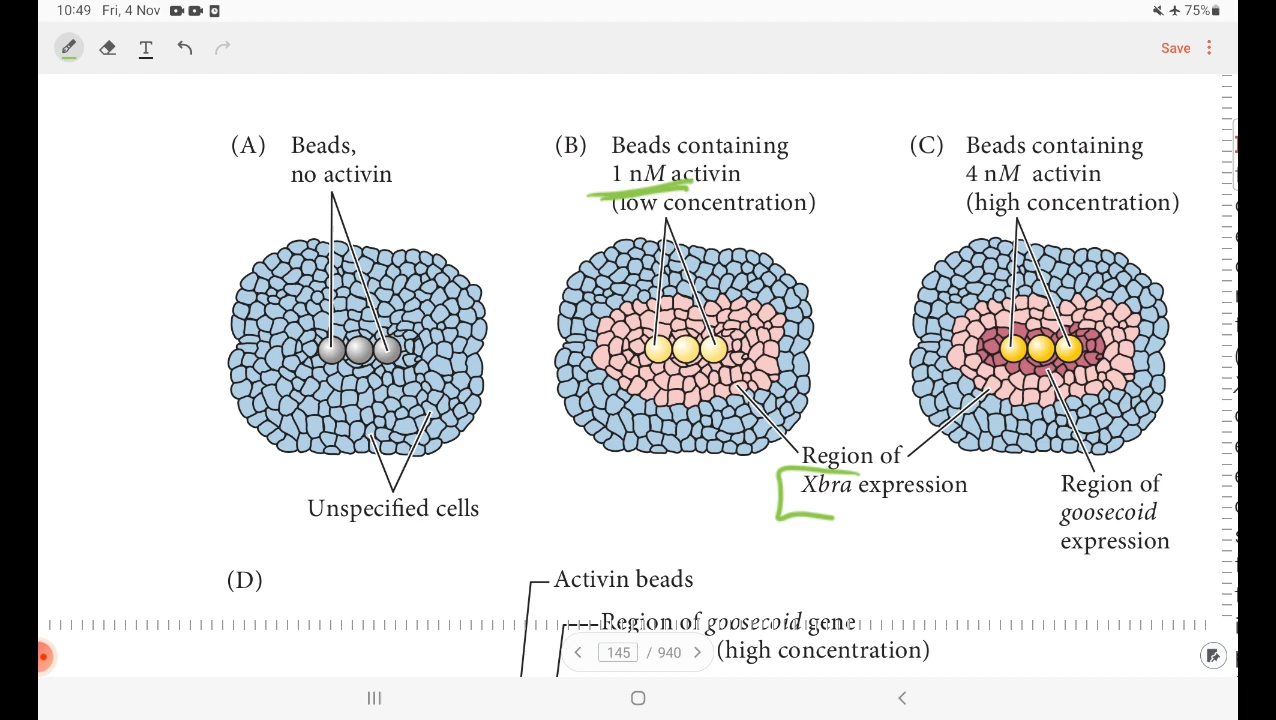 10:49 Fri, 4 Nov
75%
T
Save
(A) Beads,
no activin
(B) Beads containing
1 nM activin
(low concentration)
(C) Beads containing
4 nM activin
(high concentration)
Unspecified cells
Region of
Xbra expression
Region of
goosecoid
expression
(D)
Activin beads
Region of goosecoid gene
(high concentration)
145 / 940